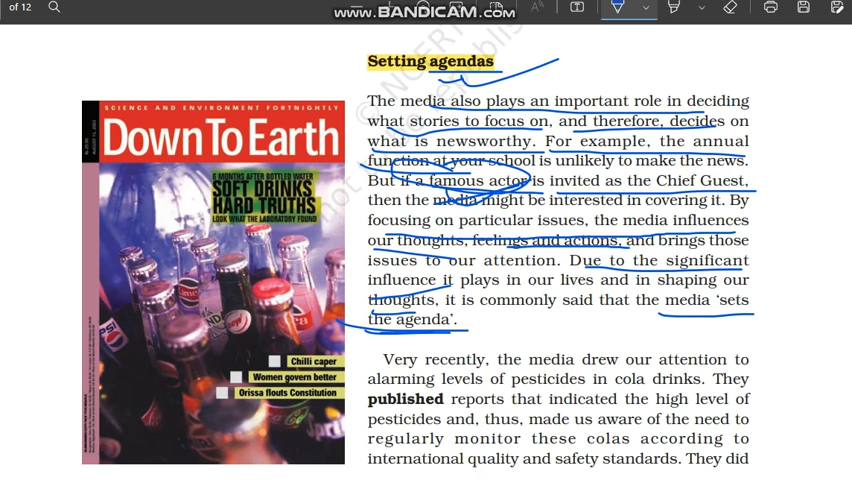 of 12
www.BANDICAM.com
Setting agendas
The media also plays an important role in deciding
what stories to focus on, and therefore, decides on
what is newsworthy. For example, the annual
function at your school is unlikely to make the news.
But if a famous actor is invited as the Chief Guest,
then the media might be interested in covering it. By
focusing on particular issues, the media influences
our thoughts, feelings and actions, and brings those
issues to our attention. Due to the significant
influence it plays in our lives and in shaping our
thoughts, it is commonly said that the media ‘sets
the agenda’.
Very recently, the media drew our attention to
alarming levels of pesticides in cola drinks. They
published reports that indicated the high level of
pesticides and, thus, made us aware of the need to
regularly monitor these colas according to
international quality and safety standards. They did
SCIENCE AND ENVIRONMENT FORTNIGHTLY
Down To Earth
6 MONTHS AFTER BOTTLED WATER
SOFT DRINKS
HARD TRUTHS
LOOK WHAT THE LABORATORY FOUND
Chilli caper
Women govern better
Orissa flouts Constitution